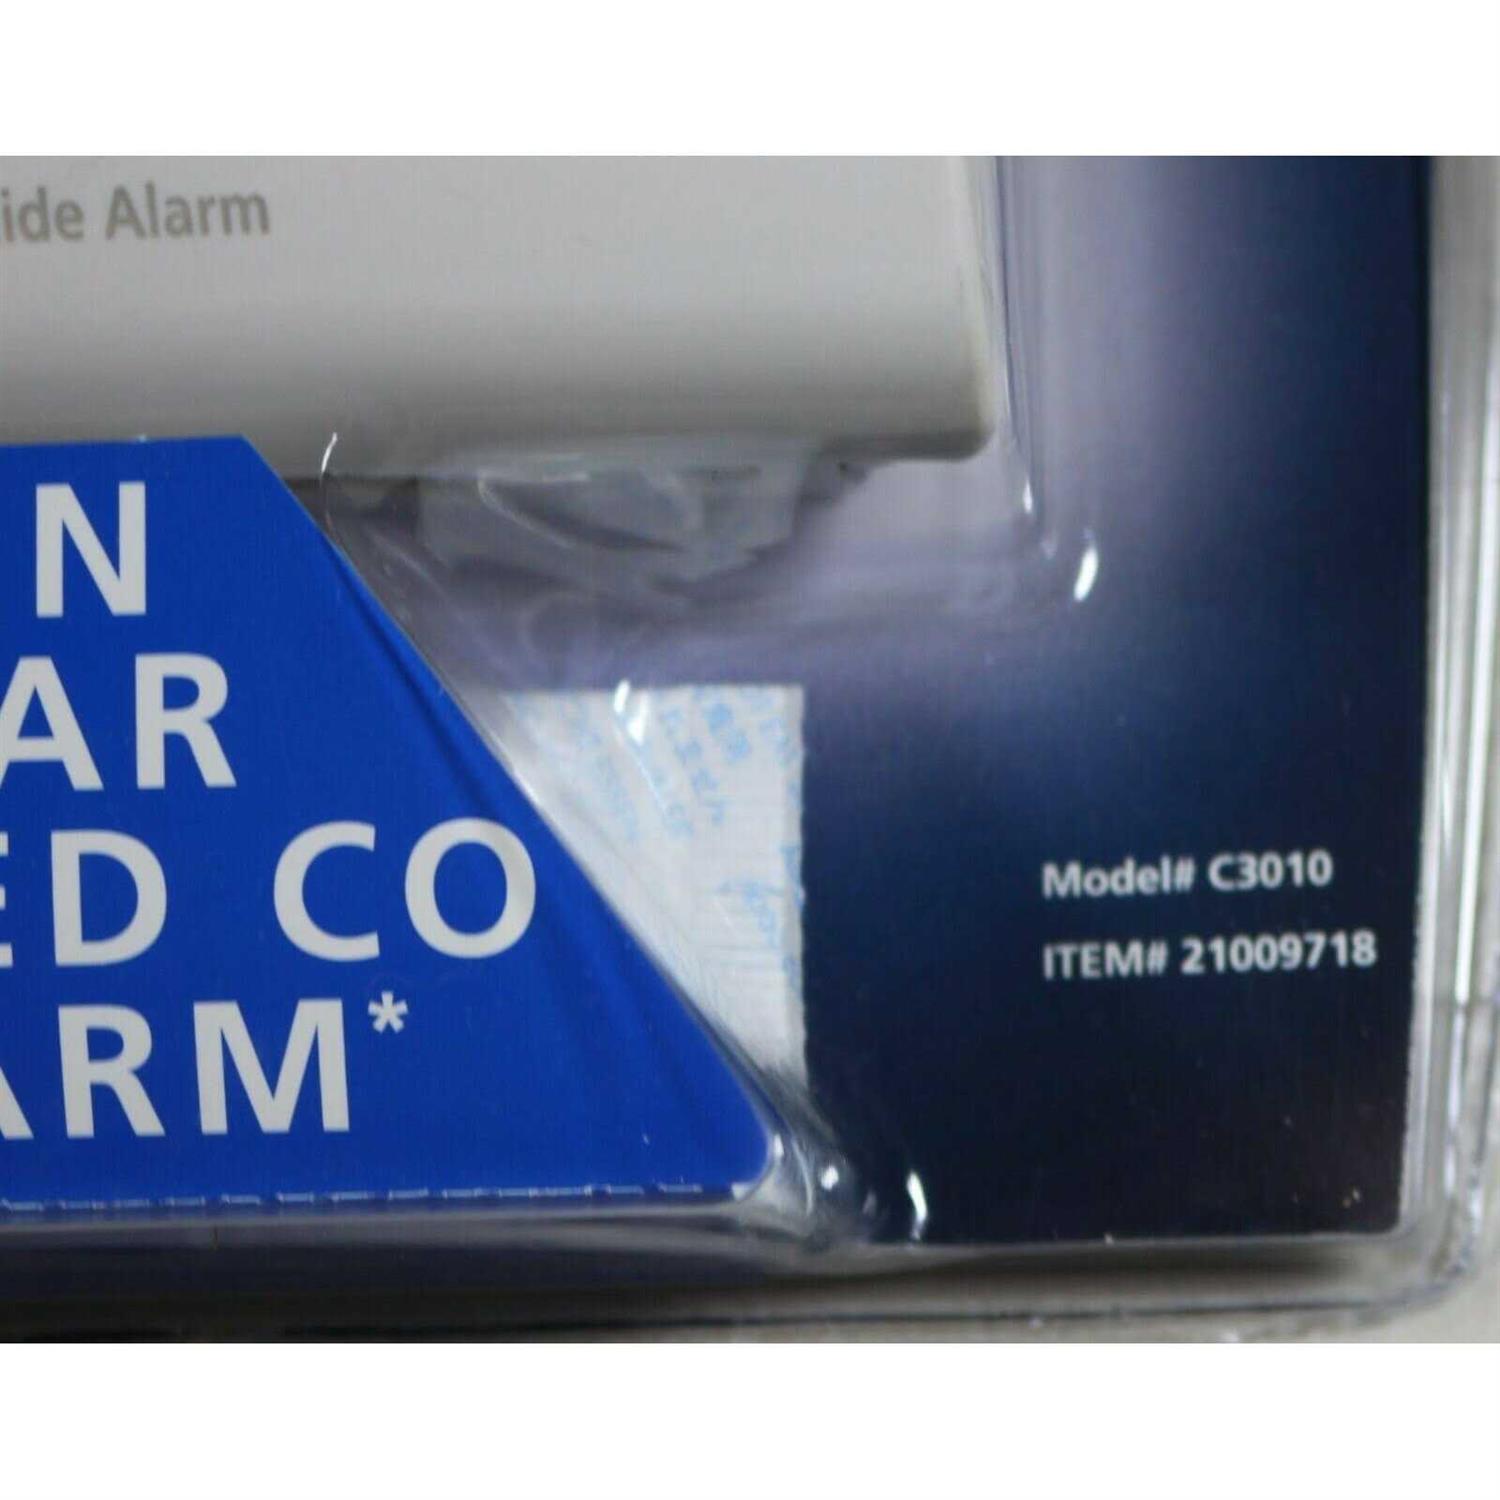 ide Alarm
N
AR
ED CO
ARM*
Model# C3010
ITEM# 21009718